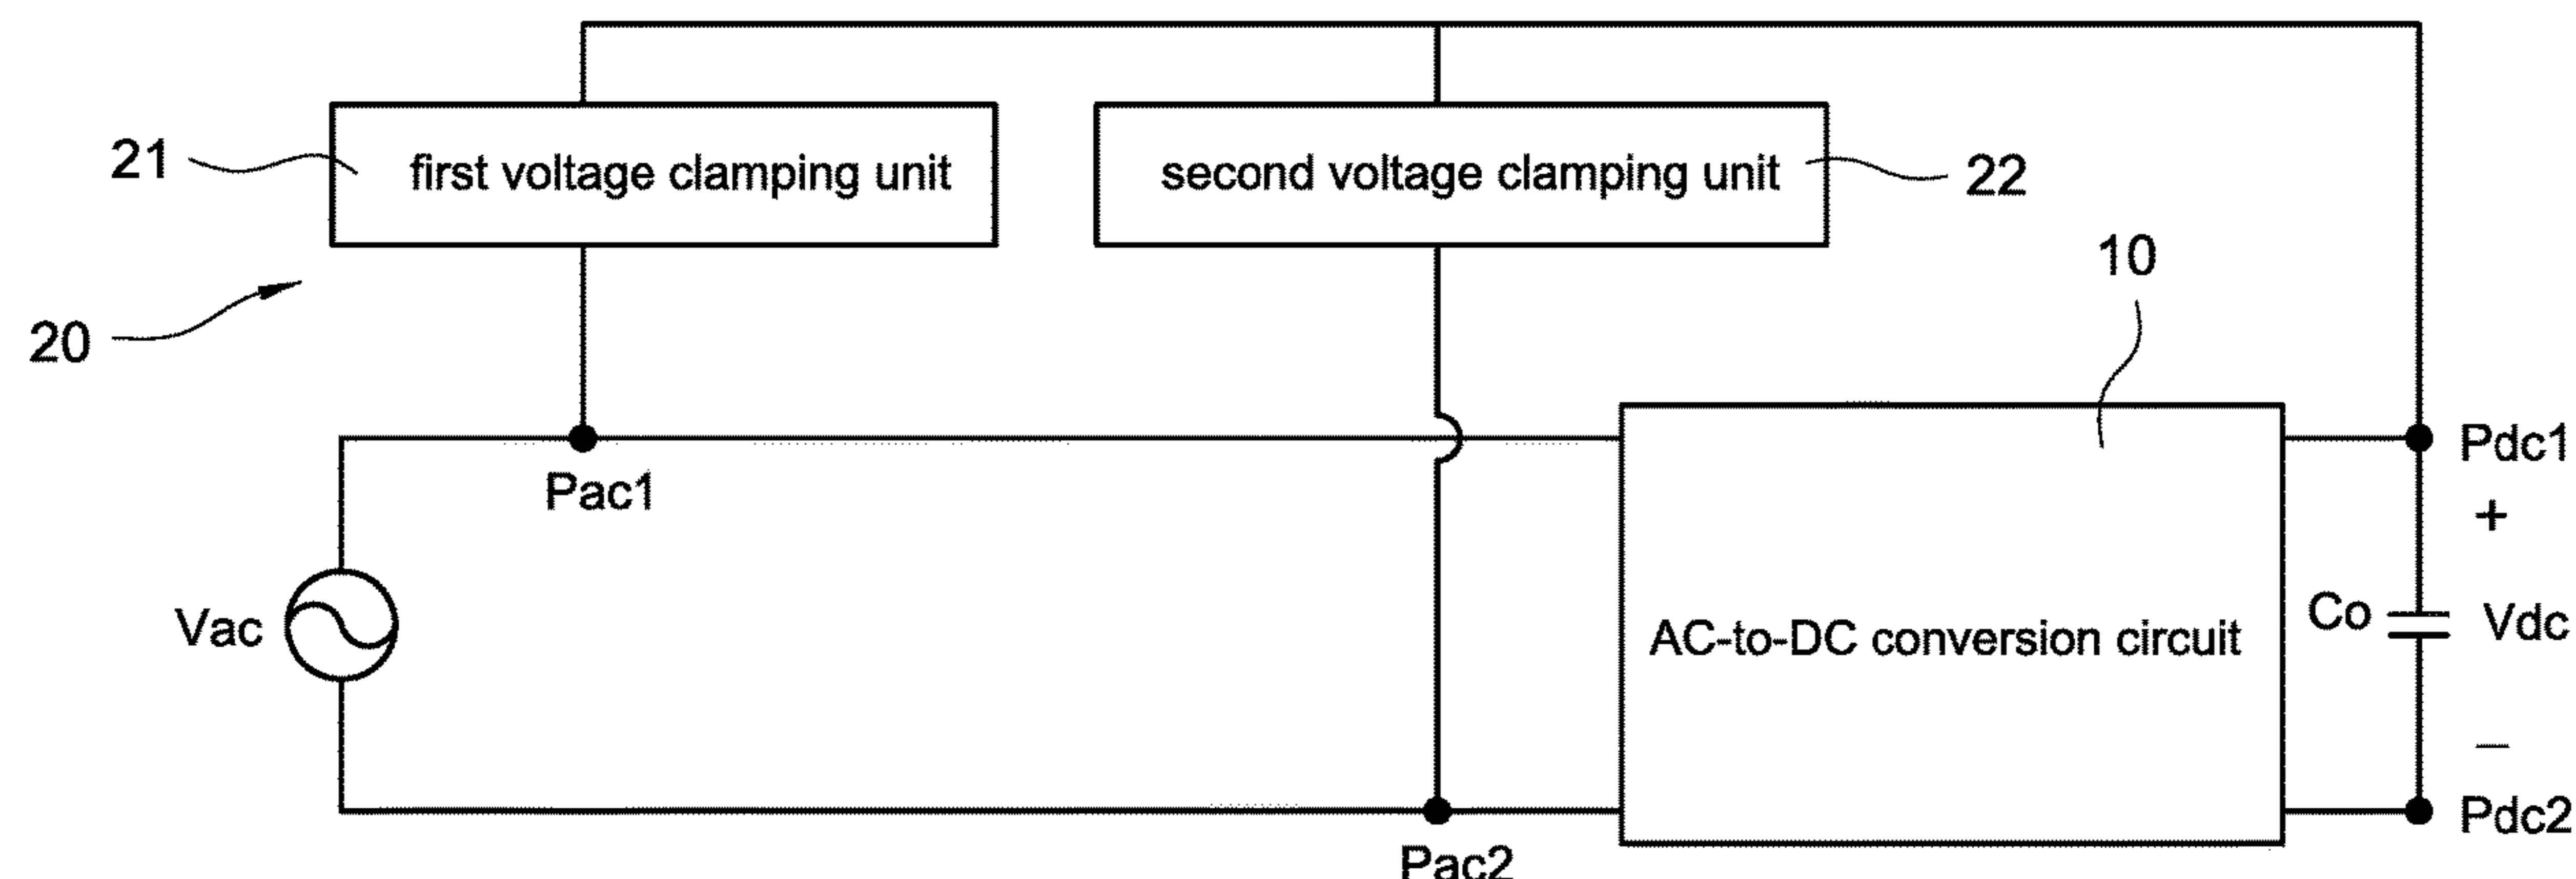 21
first voltage clamping unit
second voltage clamping unit
22
10
20
Pac1
Pdc1
+
Vac
AC-to-DC conversion circuit
Co
Vdc
−
Pac2
Pdc2